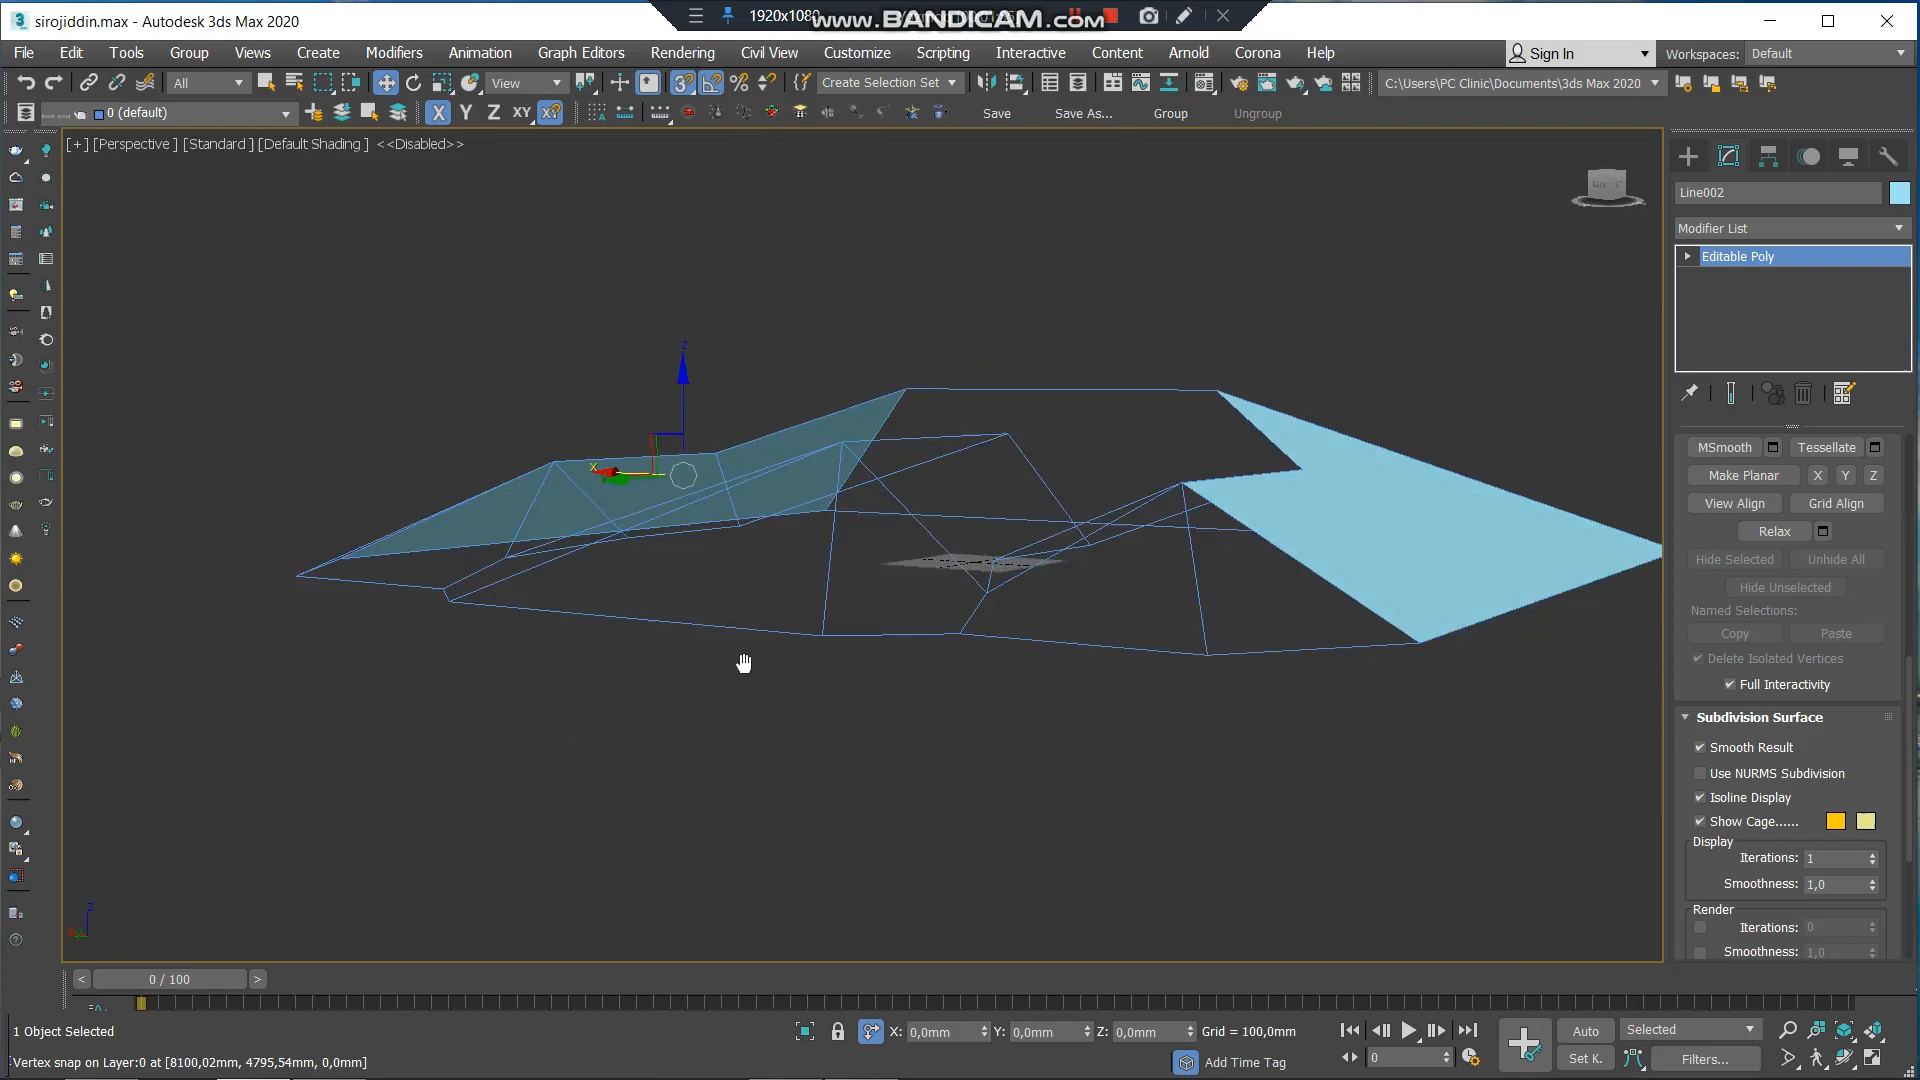 sirojiddin.max - Autodesk 3ds Max 2020
1920x1080
www.BANDICAM.com
File Edit Tools Group Views Create Modifiers Animation Graph Editors Rendering Civil View Customize Scripting Interactive Content Arnold Corona Help
Sign In
Workspaces: Default
All
View
Create Selection Set
C:\Users\PC Clinic\Documents\3ds Max 2020
0 (default)
X Y Z XY
Save Save As... Group Ungroup
[+] [Perspective ] [Standard ] [Default Shading ] <<Disabled>>
Line002
Modifier List
Editable Poly
MSmooth Tessellate
Make Planar X Y Z
View Align Grid Align
Relax
Hide Selected Unhide All
Hide Unselected
Named Selections:
Copy Paste
Delete Isolated Vertices
Full Interactivity
Subdivision Surface
Smooth Result
Use NURMS Subdivision
Isoline Display
Show Cage......
Display
Iterations: 1
Smoothness: 1,0
Render
Iterations: 0
Smoothness: 1,0
z
x
z
< 0 / 100 >
1 Object Selected
X: 0,0mm Y: 0,0mm Z: 0,0mm Grid = 100,0mm
Auto Selected
Vertex snap on Layer:0 at [8100,02mm, 4795,54mm, 0,0mm]
Add Time Tag
0
Set K. Filters...